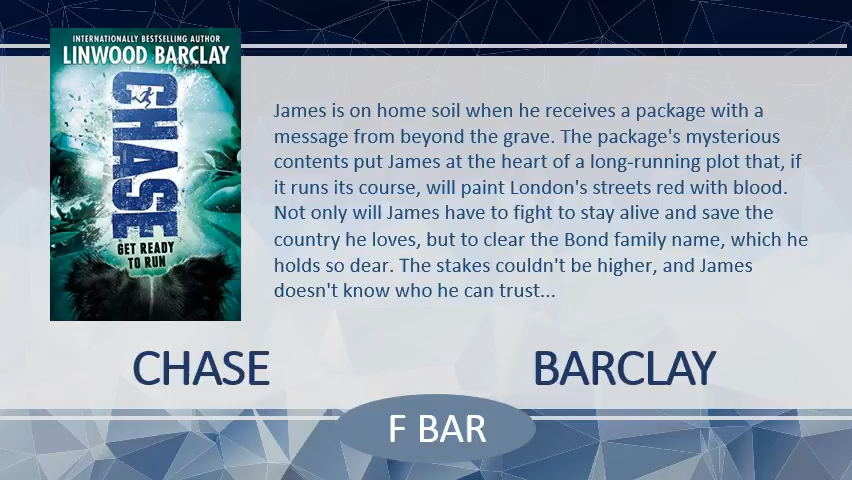 INTERNATIONALLY BESTSELLING AUTHOR
LINWOOD BARCLAY
CHASE
GET READY
TO RUN
James is on home soil when he receives a package with a
message from beyond the grave. The package's mysterious
contents put James at the heart of a long-running plot that, if
it runs its course, will paint London's streets red with blood.
Not only will James have to fight to stay alive and save the
country he loves, but to clear the Bond family name, which he
holds so dear. The stakes couldn't be higher, and James
doesn't know who he can trust...
CHASE
BARCLAY
F BAR